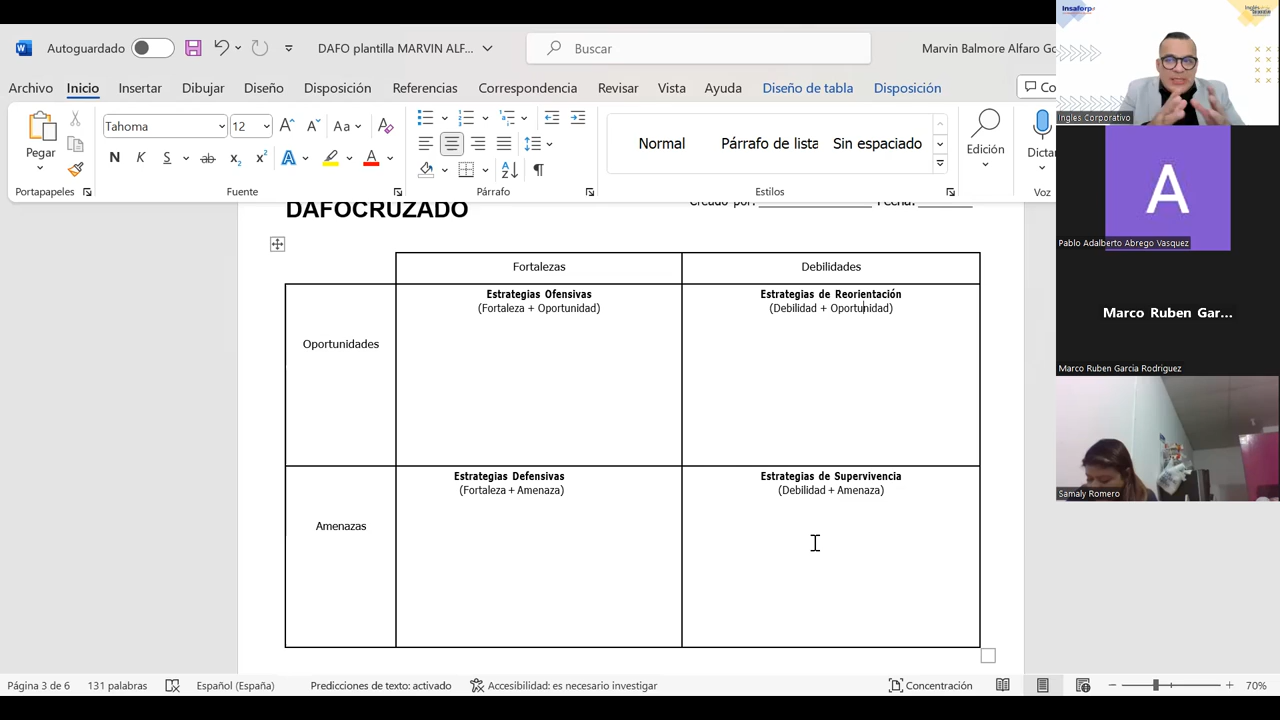 Autoguardado
DAFO plantilla MARVIN ALF...
Buscar
Marvin Balmore Alfaro Go
Archivo Inicio Insertar Dibujar Diseño Disposición Referencias Correspondencia Revisar Vista Ayuda Diseño de tabla Disposición Co
Pegar
Tahoma 12
Normal Párrafo de lista Sin espaciado
Edición
Dictar
Portapapeles Fuente Párrafo Estilos Voz
DAFOCRUZADO
Creado por: Fecha:
Fortalezas Debilidades
Oportunidades
Estrategias Ofensivas
(Fortaleza + Oportunidad)
Estrategias de Reorientación
(Debilidad + Oportunidad)
Amenazas
Estrategias Defensivas
(Fortaleza + Amenaza)
Estrategias de Supervivencia
(Debilidad + Amenaza)
Página 3 de 6 131 palabras Español (España) Predicciones de texto: activado Accesibilidad: es necesario investigar Concentración 70%
Insaforp
Ingles Corporativo
A
Pablo Adalberto Abrego Vasquez
Marco Ruben Gar...
Marco Ruben Garcia Rodriguez
Samaly Romero